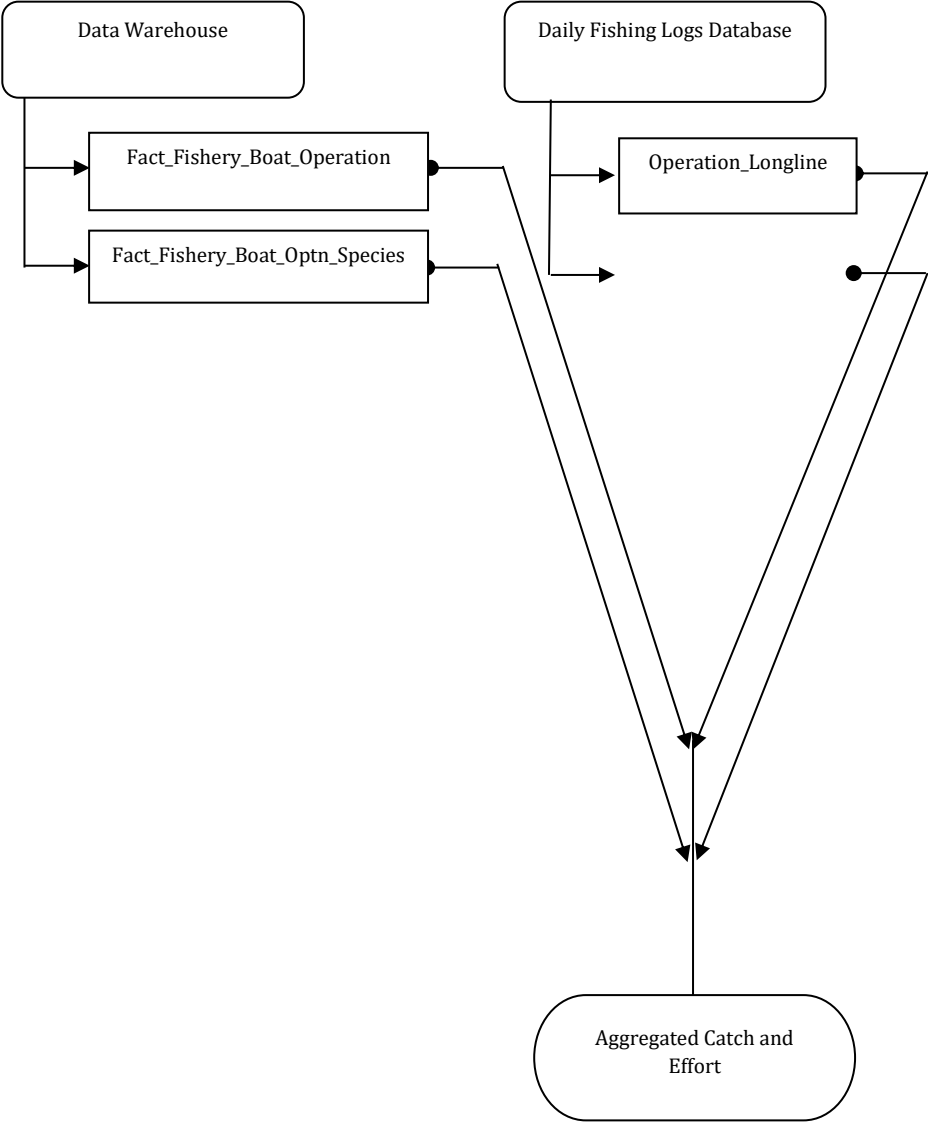 Data Warehouse
Daily Fishing Logs Database
Fact_Fishery_Boat_Operation
Operation_Longline
Fact_Fishery_Boat_Optn_Species
Aggregated Catch and
Effort